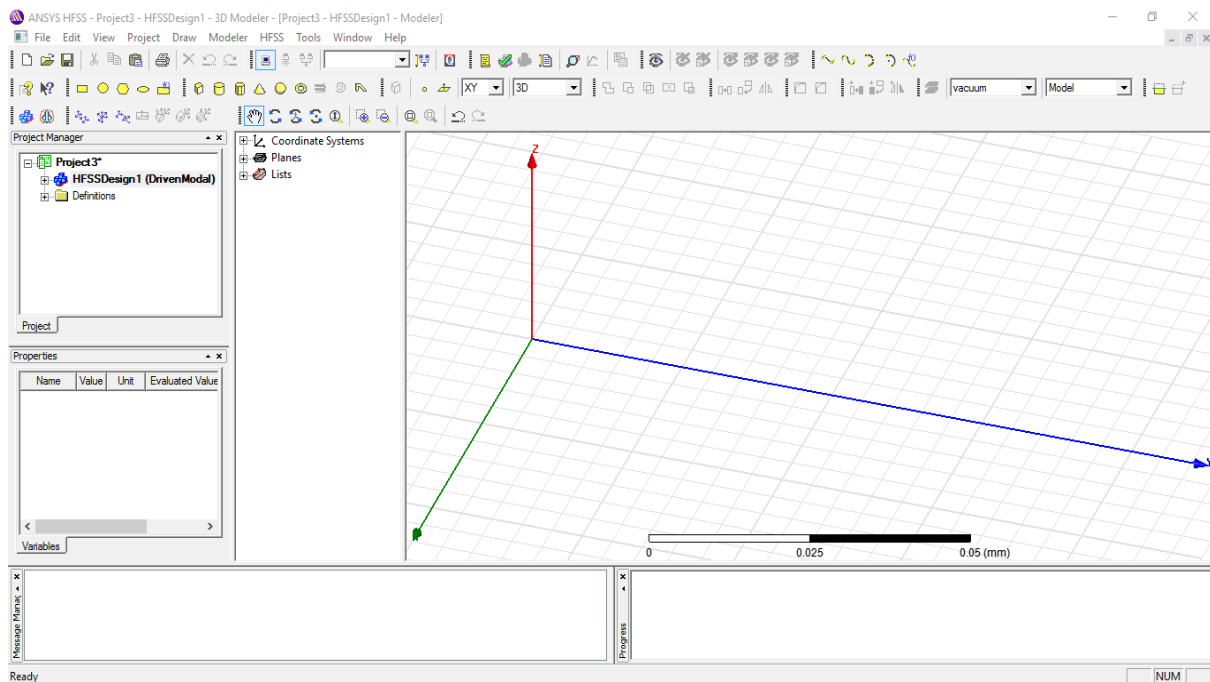 ANSYS HFSS - Project3 - HFSSDesign1 - 3D Modeler - [Project3 - HFSSDesign1 - Modeler]
File Edit View Project Draw Modeler HFSS Tools Window Help
XY 3D vacuum Model
Project Manager
Project3*
HFSSDesign1 (DrivenModal)
Definitions
Project
Properties
Name Value Unit Evaluated Value
Variables
Coordinate Systems
Planes
Lists
Z
0 0.025 0.05 (mm)
Message Manag
Progress
Ready
NUM